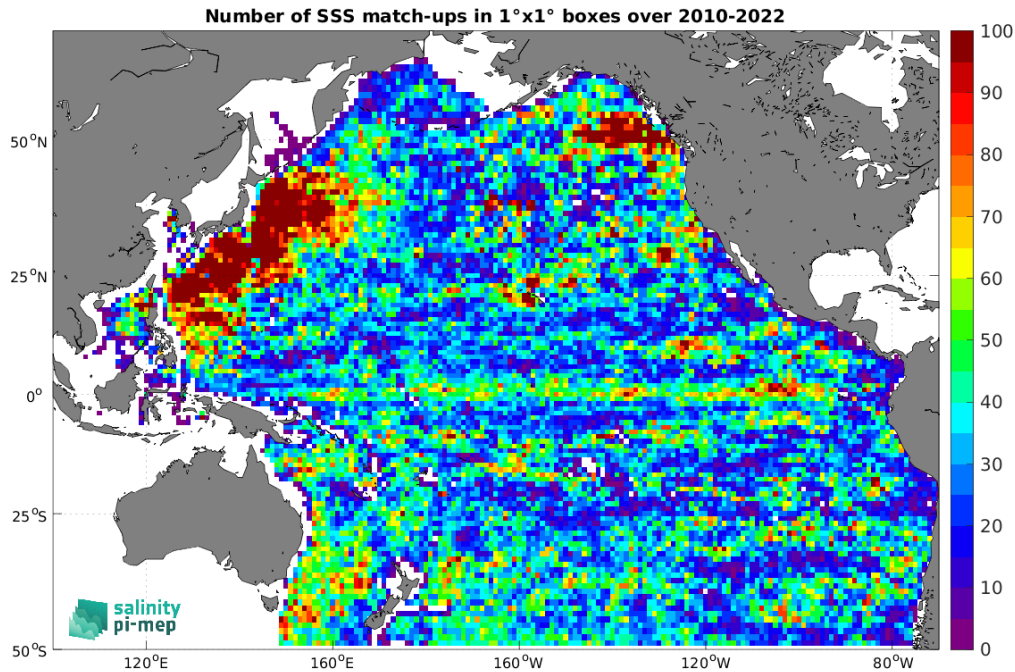 Number of SSS match-ups in 1°x1° boxes over 2010-2022
100
90
80
70
60
50
40
30
20
10
0
50°N
25°N
0°
25°S
50°S
120°E
160°E
160°W
120°W
80°W
salinity
pi-mep